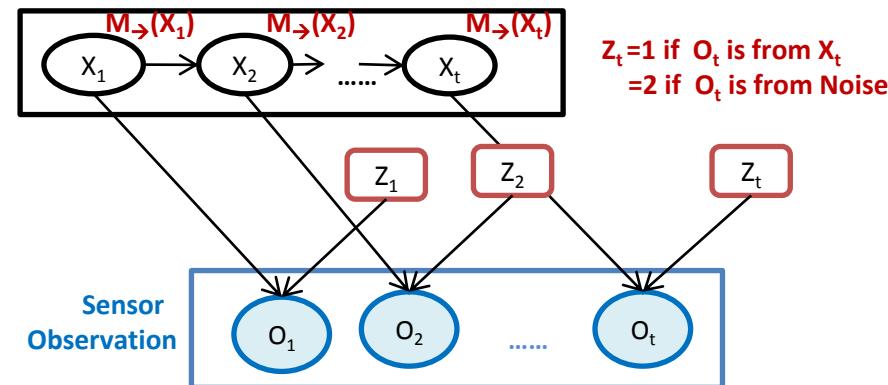 M→(X1) M→(X2) M→(Xt)
X1 X2 ...... Xt
Zt =1 if Ot is from Xt
=2 if Ot is from Noise
Z1 Z2 Zt
Sensor
Observation
O1 O2 ...... Ot